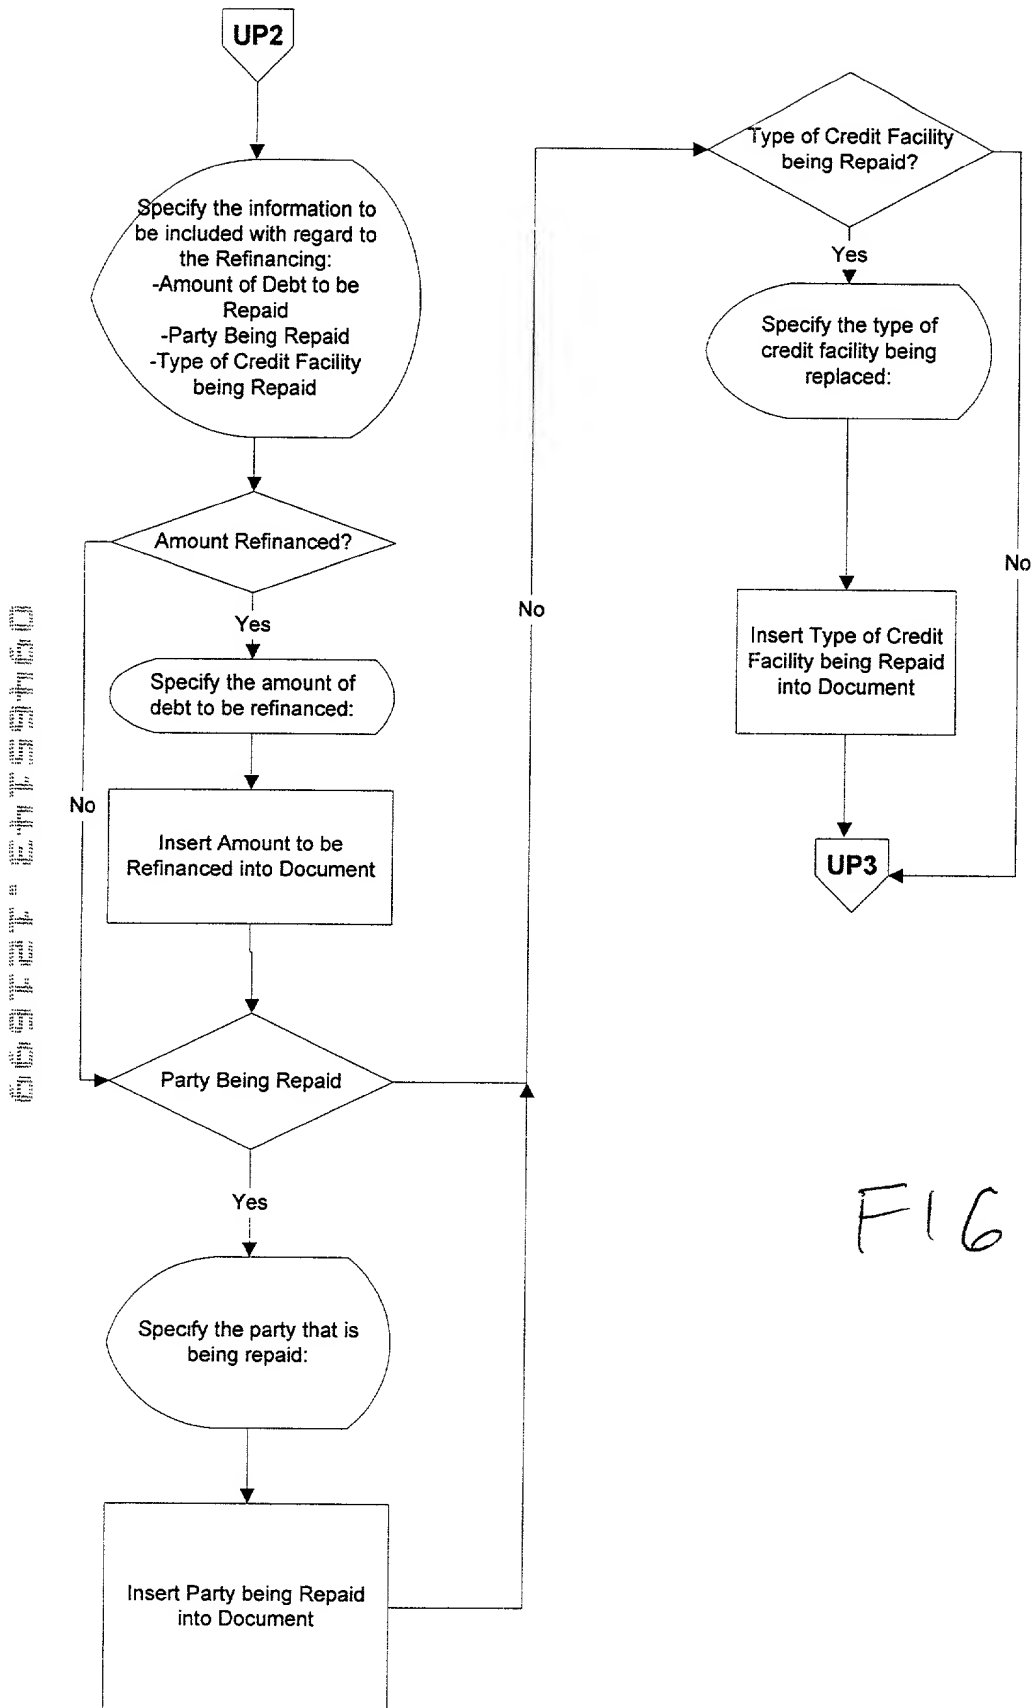 UP2
Specify the information to
be included with regard to
the Refinancing:
-Amount of Debt to be
Repaid
-Party Being Repaid
-Type of Credit Facility
being Repaid
Amount Refinanced?
Yes
Specify the amount of
debt to be refinanced:
No
Insert Amount to be
Refinanced into Document
Party Being Repaid
Yes
Specify the party that is
being repaid:
Insert Party being Repaid
into Document
No
Type of Credit Facility
being Repaid?
Yes
Specify the type of
credit facility being
replaced:
No
Insert Type of Credit
Facility being Repaid
into Document
UP3
FIG